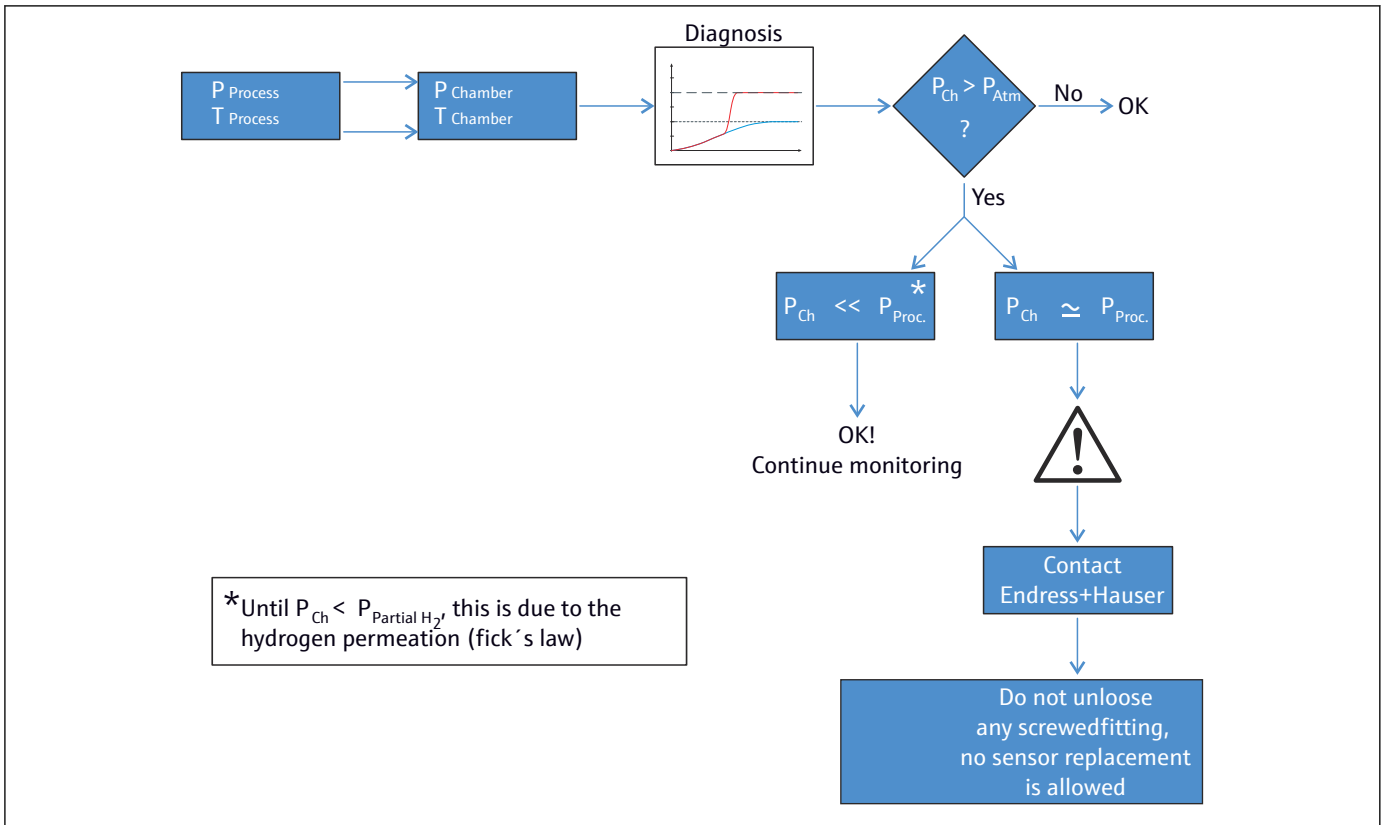 Diagnosis
P Process
T Process
P Chamber
T Chamber
P Ch > P Atm
?
No
OK
Yes
P Ch << P Proc. *
P Ch ≃ P Proc.
OK!
Continue monitoring
!
Contact
Endress+Hauser
*Until P Ch < P Partial H2, this is due to the
hydrogen permeation (fick´s law)
Do not unloose
any screwedfitting,
no sensor replacement
is allowed